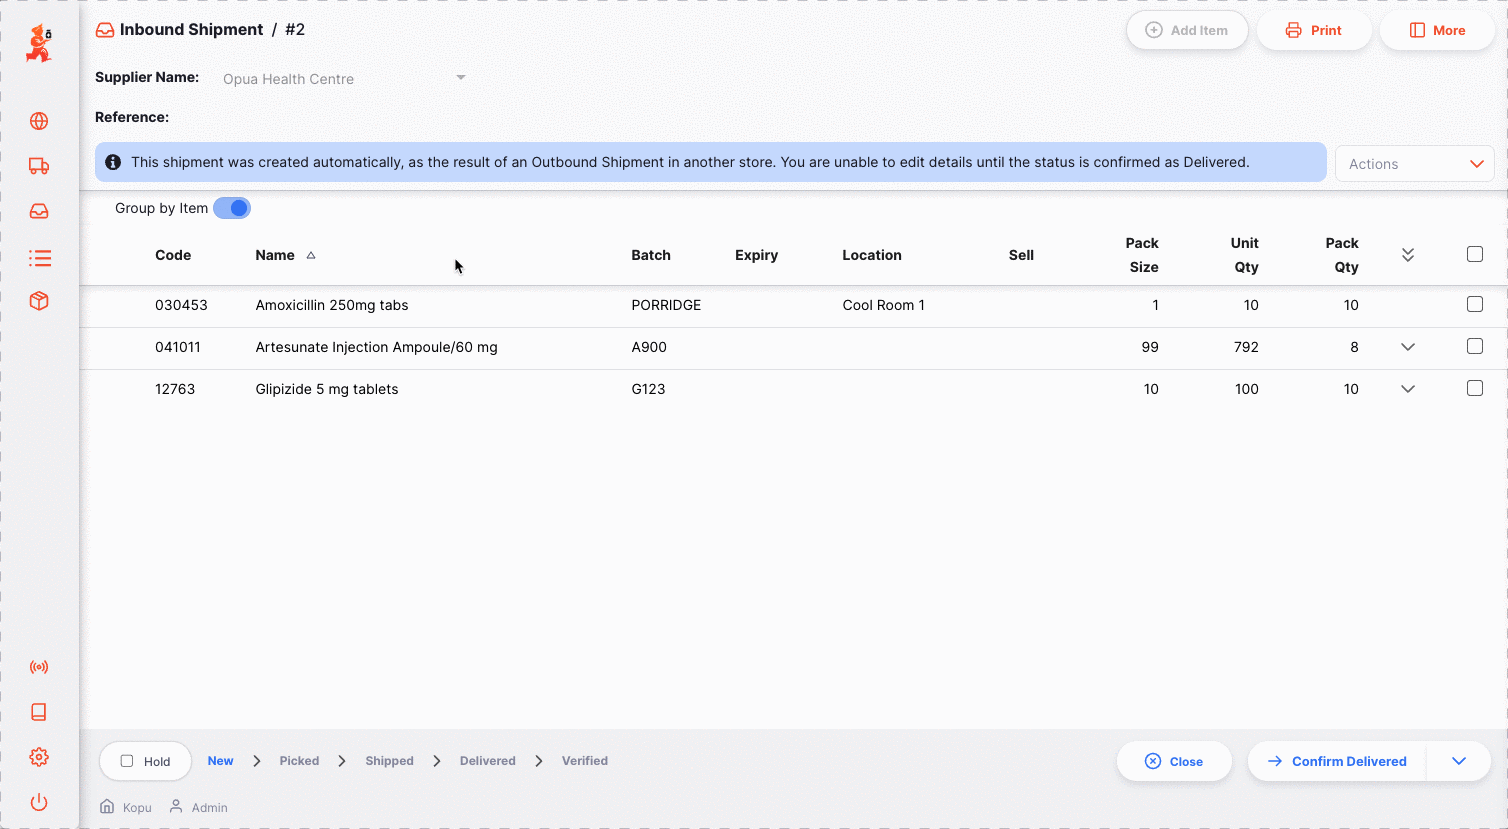 Inbound Shipment / #2
Add Item
Print
More
Supplier Name: Opua Health Centre
Reference:
This shipment was created automatically, as the result of an Outbound Shipment in another store. You are unable to edit details until the status is confirmed as Delivered.
Actions
Group by Item
Code Name Batch Expiry Location Sell Pack Size Unit Qty Pack Qty
030453 Amoxicillin 250mg tabs PORRIDGE Cool Room 1 1 10 10
041011 Artesunate Injection Ampoule/60 mg A900 99 792 8
12763 Glipizide 5 mg tablets G123 10 100 10
Hold New Picked Shipped Delivered Verified Close Confirm Delivered
Kopu Admin